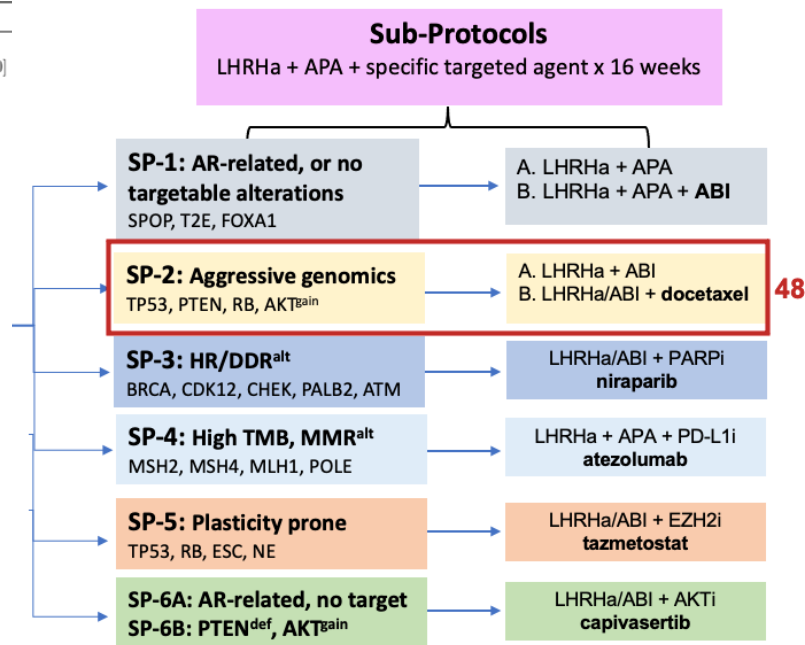 Sub-Protocols
LHRHa + APA + specific targeted agent x 16 weeks
SP-1: AR-related, or no
targetable alterations
SPOP, T2E, FOXA1
A. LHRHa + APA
B. LHRHa + APA + ABI
SP-2: Aggressive genomics
TP53, PTEN, RB, AKTgain
A. LHRHa + ABI
B. LHRHa/ABI + docetaxel
48
SP-3: HR/DDRalt
BRCA, CDK12, CHEK, PALB2, ATM
LHRHa/ABI + PARPi
niraparib
SP-4: High TMB, MMRalt
MSH2, MSH4, MLH1, POLE
LHRHa + APA + PD-L1i
atezolumab
SP-5: Plasticity prone
TP53, RB, ESC, NE
LHRHa/ABI + EZH2i
tazmetostat
SP-6A: AR-related, no target
SP-6B: PTENdef, AKTgain
LHRHa/ABI + AKTi
capivasertib